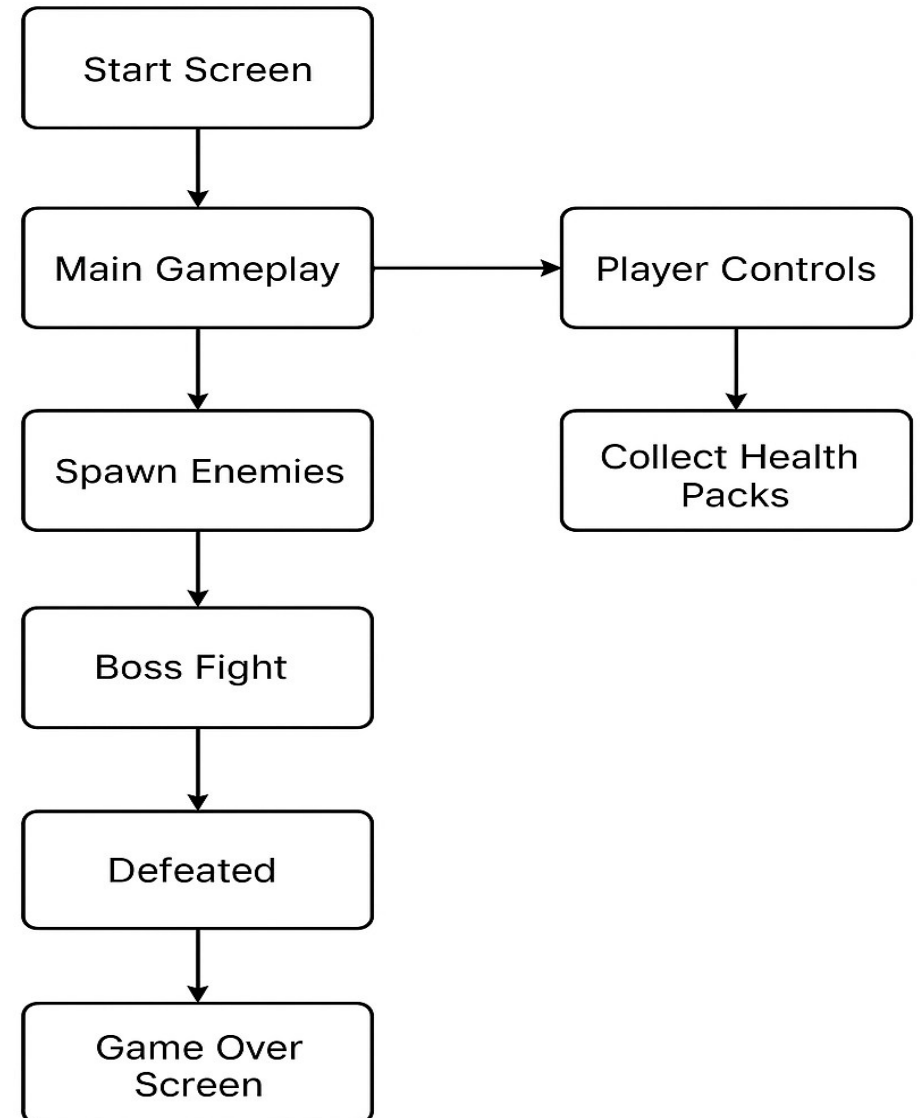 Start Screen
Main Gameplay
Player Controls
Spawn Enemies
Collect Health
Packs
Boss Fight
Defeated
Game Over
Screen